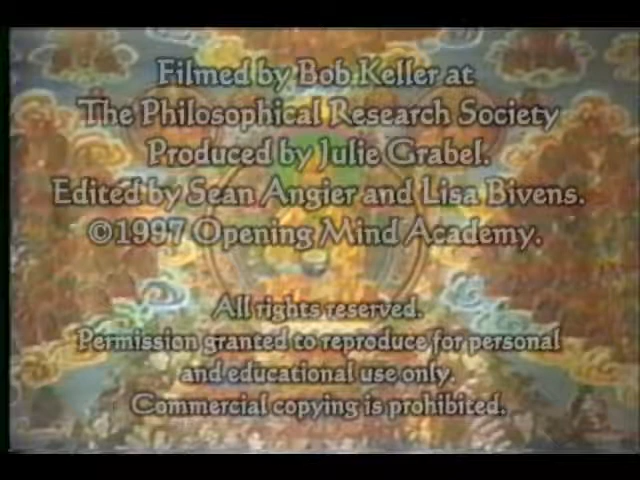 Filmed by Bob Keller at
The Philosophical Research Society
Produced by Julie Grabel.
Edited by Sean Angier and Lisa Bivens.
©1997 Opening Mind Academy.
All rights reserved.
Permission granted to reproduce for personal
and educational use only.
Commercial copying is prohibited.